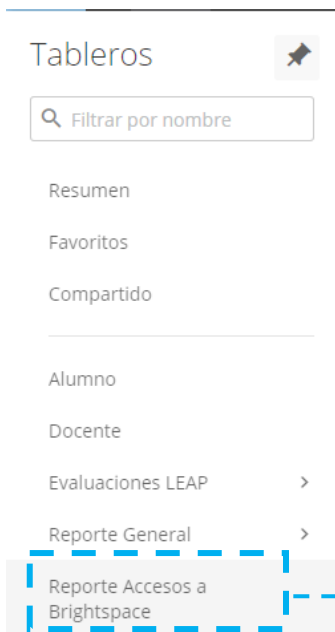 Tableros
Filtrar por nombre
Resumen
Favoritos
Compartido
Alumno
Docente
Evaluaciones LEAP
Reporte General
Reporte Accesos a
Brightspace